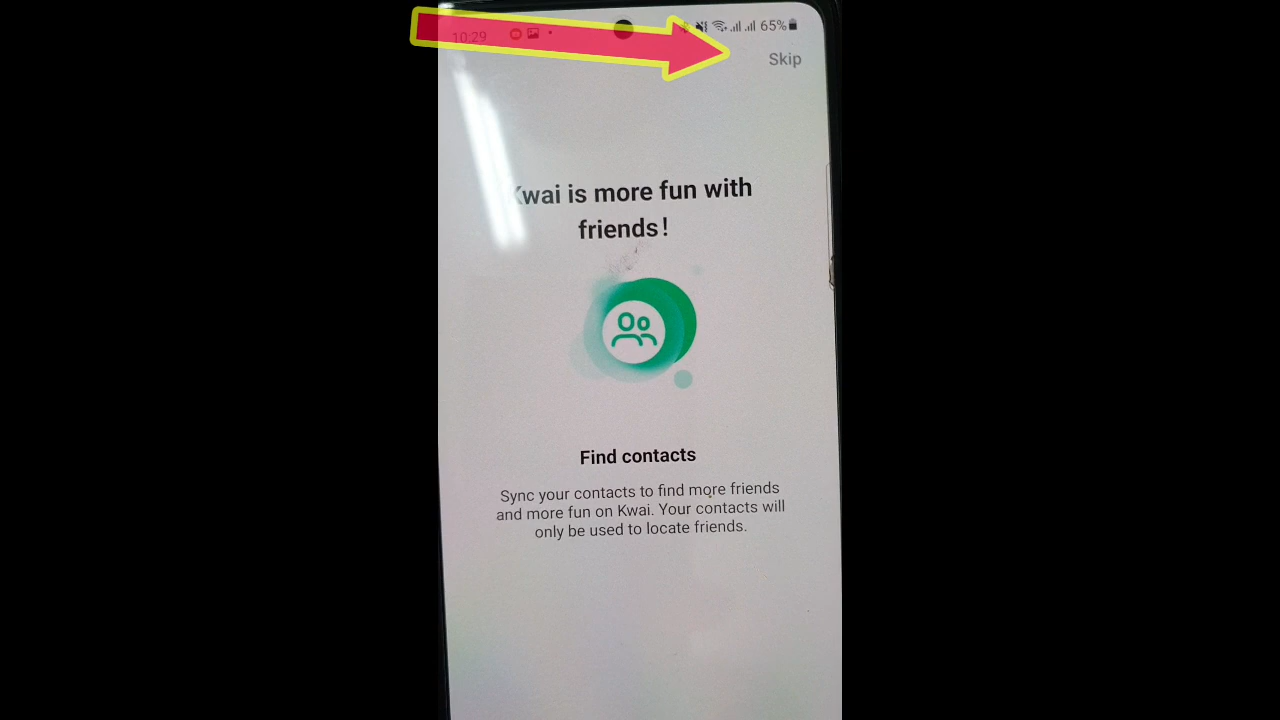 10:29
65%
Skip
Kwai is more fun with
friends!
Find contacts
Sync your contacts to find more friends
and more fun on Kwai. Your contacts will
only be used to locate friends.